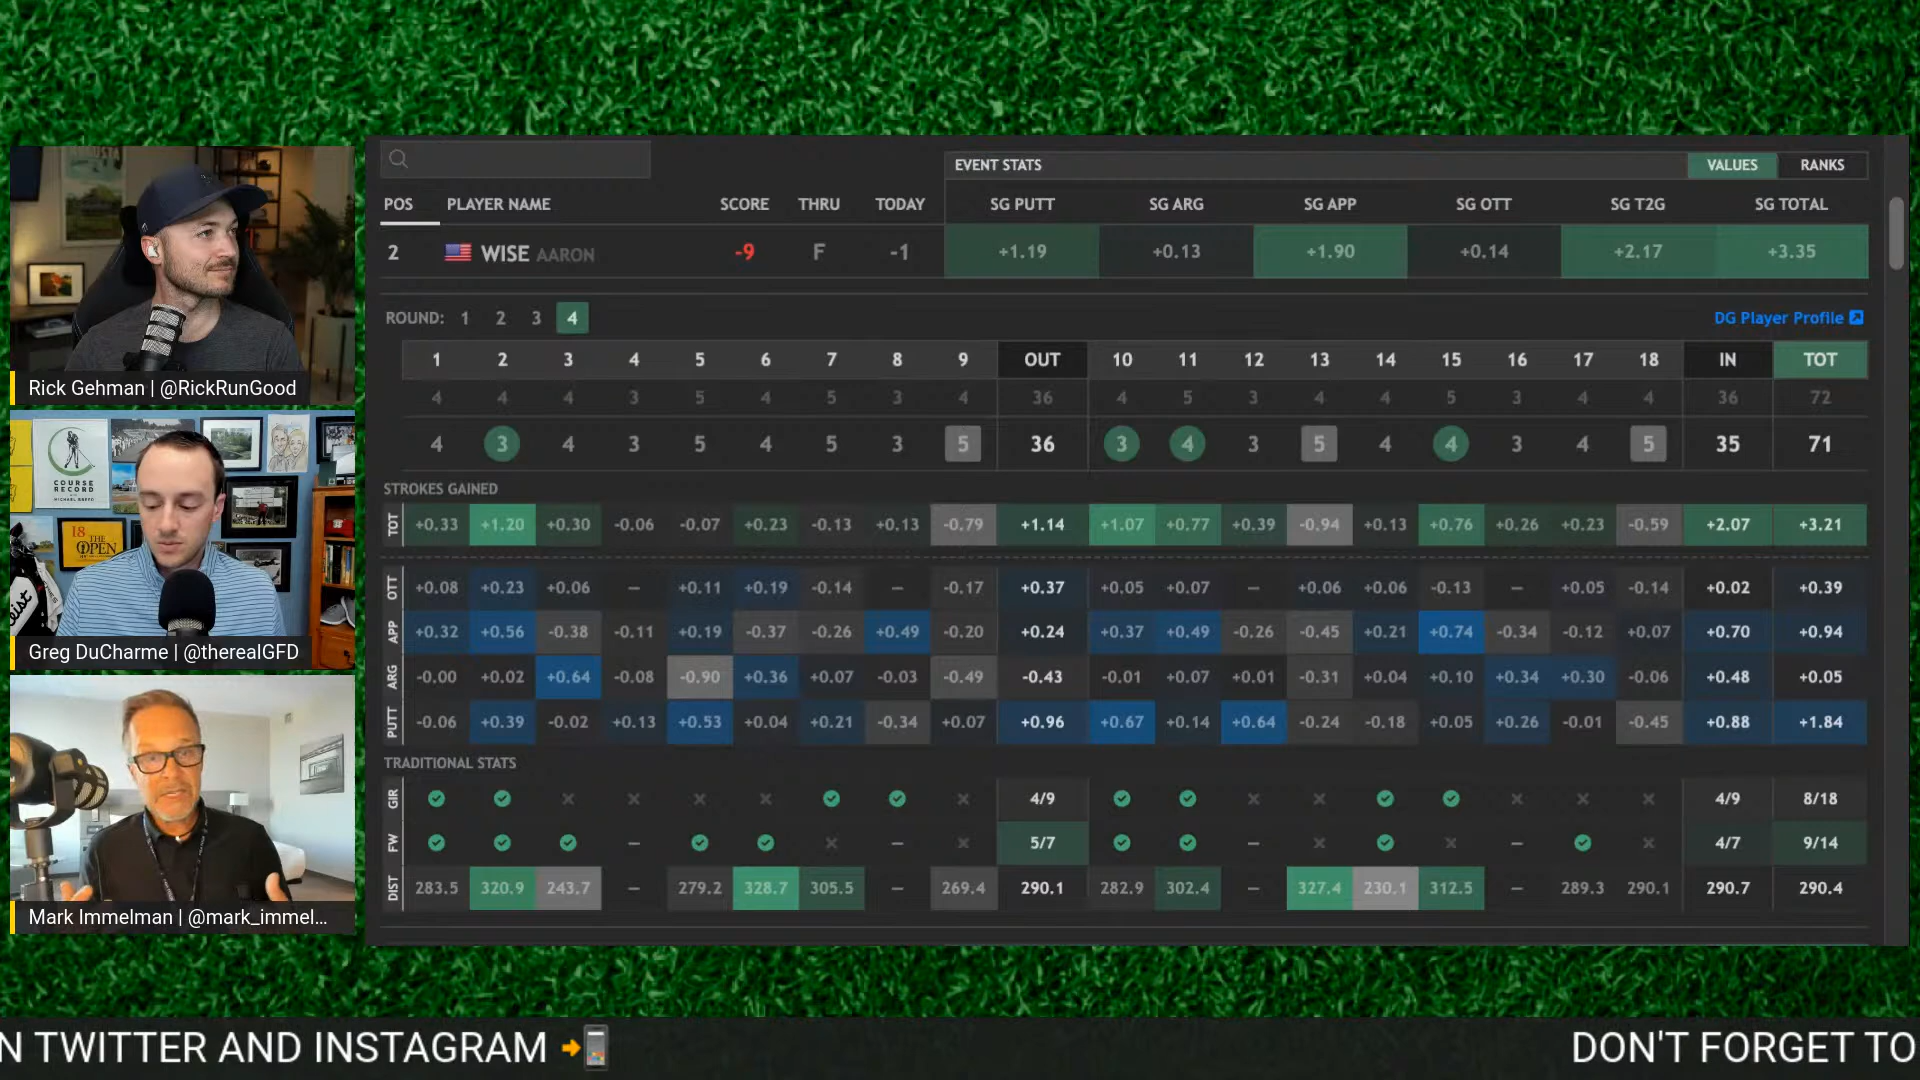 EVENT STATS VALUES RANKS
POS PLAYER NAME SCORE THRU TODAY SG PUTT SG ARG SG APP SG OTT SG T2G SG TOTAL
2 WISE AARON -9 F -1 +1.19 +0.13 +1.90 +0.14 +2.17 +3.35
ROUND: 1 2 3 4 DG Player Profile
1 2 3 4 5 6 7 8 9 OUT 10 11 12 13 14 15 16 17 18 IN TOT
4 4 4 3 5 4 5 3 4 36 4 5 3 4 4 5 3 4 4 36 72
4 3 4 3 5 4 5 3 5 36 3 4 3 5 4 4 3 4 5 35 71
STROKES GAINED
TOT +0.33 +1.20 +0.30 -0.06 -0.07 +0.23 -0.13 +0.13 -0.79 +1.14 +1.07 +0.77 +0.39 -0.94 +0.13 +0.76 +0.26 +0.23 -0.59 +2.07 +3.21
OTT +0.08 +0.23 +0.06 – +0.11 +0.19 -0.14 – -0.17 +0.37 +0.05 +0.07 – +0.06 +0.06 -0.13 – +0.05 -0.14 +0.02 +0.39
APP +0.32 +0.56 -0.38 -0.11 +0.19 -0.37 -0.26 +0.49 -0.20 +0.24 +0.37 +0.49 -0.26 -0.45 +0.21 +0.74 -0.34 -0.12 +0.07 +0.70 +0.94
ARG -0.00 +0.02 +0.64 -0.08 -0.90 +0.36 +0.07 -0.03 -0.49 -0.43 -0.01 +0.07 +0.01 -0.31 +0.04 +0.10 +0.34 +0.30 -0.06 +0.48 +0.05
PUTT -0.06 +0.39 -0.02 +0.13 +0.53 +0.04 +0.21 -0.34 +0.07 +0.96 +0.67 +0.14 +0.64 -0.24 -0.18 +0.05 +0.26 -0.01 -0.45 +0.88 +1.84
TRADITIONAL STATS
GIR 4/9 4/9 8/18
FW – – 5/7 – – 4/7 9/14
DIST 283.5 320.9 243.7 – 279.2 328.7 305.5 – 269.4 290.1 282.9 302.4 – 327.4 230.1 312.5 – 289.3 290.1 290.7 290.4
Rick Gehman | @RickRunGood
COURSE
RECORD
18
THE
OPEN
Greg DuCharme | @therealGFD
Mark Immelman | @mark_immel...
N TWITTER AND INSTAGRAM
DON'T FORGET TO